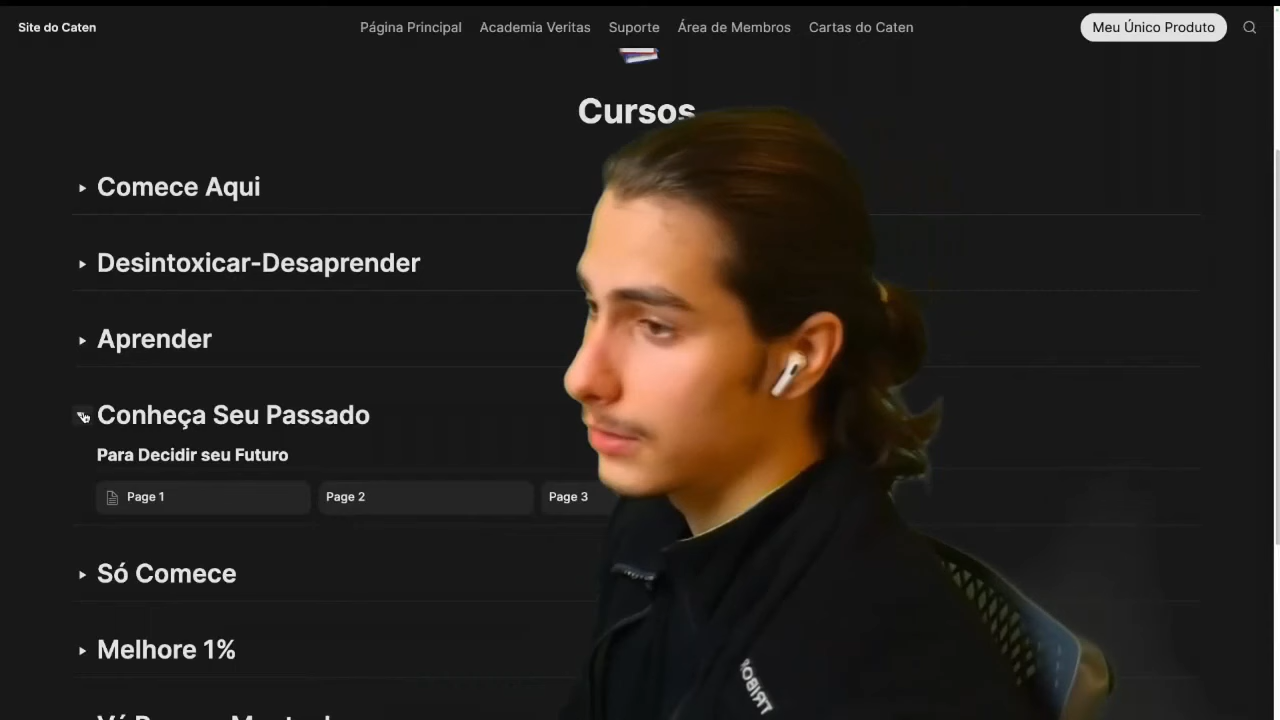 Site do Caten
Página Principal
Academia Veritas
Suporte
Área de Membros
Cartas do Caten
Meu Único Produto
Cursos
Comece Aqui
Desintoxicar-Desaprender
Aprender
Conheça Seu Passado
Para Decidir seu Futuro
Page 1
Page 2
Page 3
Só Comece
Melhore 1%